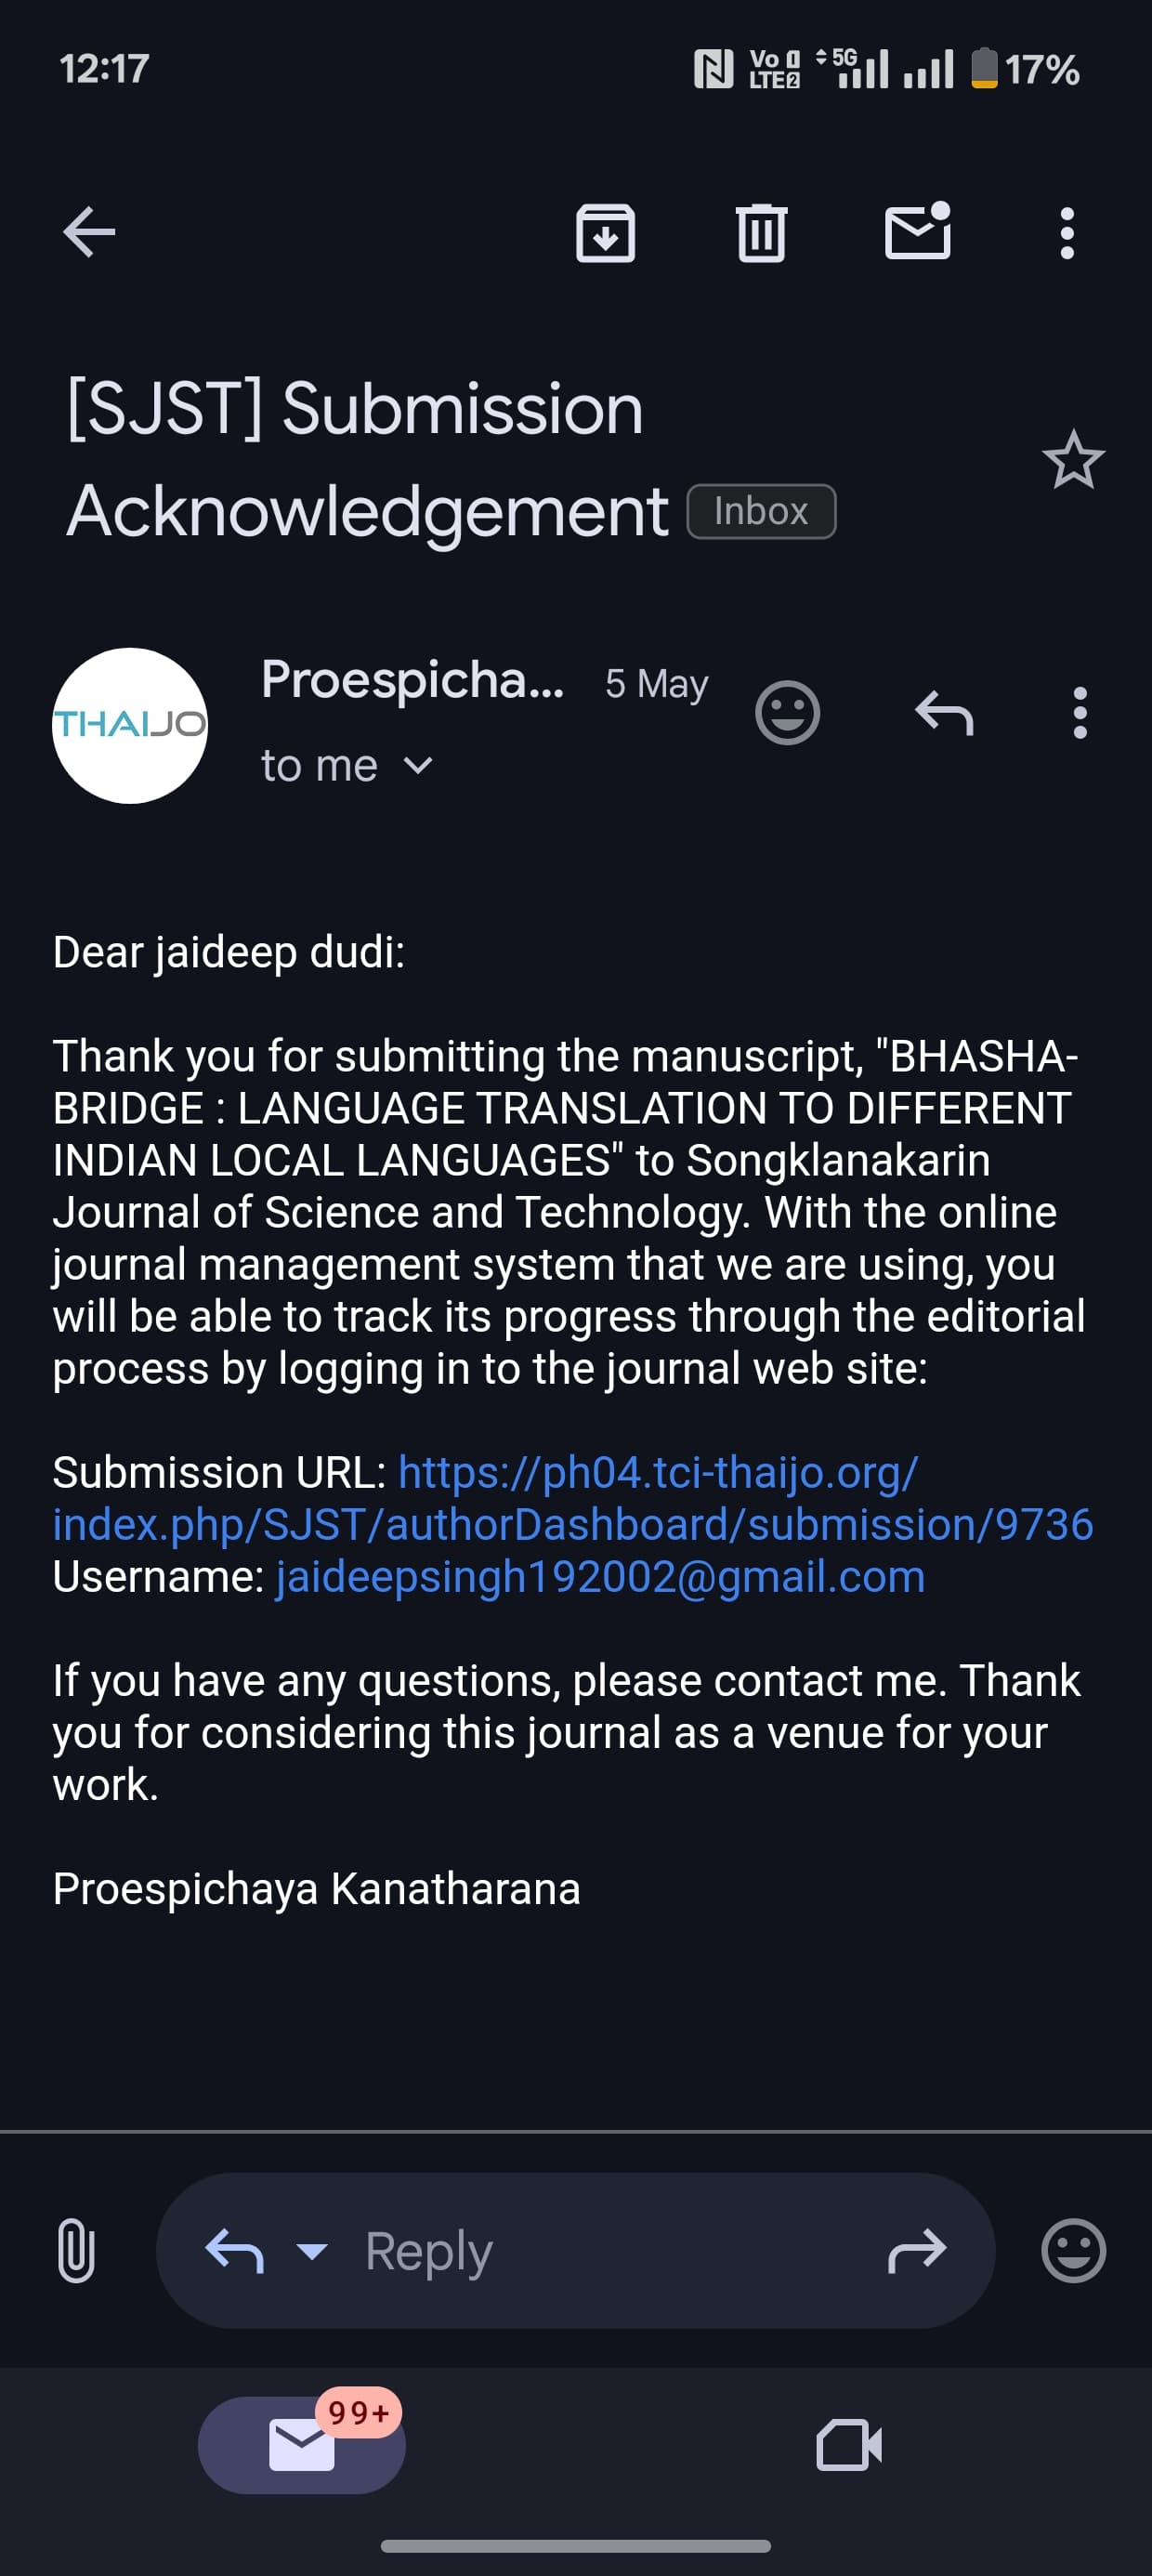 12:17
Vo 1
LTE 2
5G
17%
[SJST] Submission
Acknowledgement Inbox
THAIJO
Proespicha... 5 May
to me
Dear jaideep dudi:
Thank you for submitting the manuscript, "BHASHA-
BRIDGE : LANGUAGE TRANSLATION TO DIFFERENT
INDIAN LOCAL LANGUAGES" to Songklanakarin
Journal of Science and Technology. With the online
journal management system that we are using, you
will be able to track its progress through the editorial
process by logging in to the journal web site:
Submission URL: https://ph04.tci-thaijo.org/
index.php/SJST/authorDashboard/submission/9736
Username: jaideepsingh192002@gmail.com
If you have any questions, please contact me. Thank
you for considering this journal as a venue for your
work.
Proespichaya Kanatharana
Reply
99+